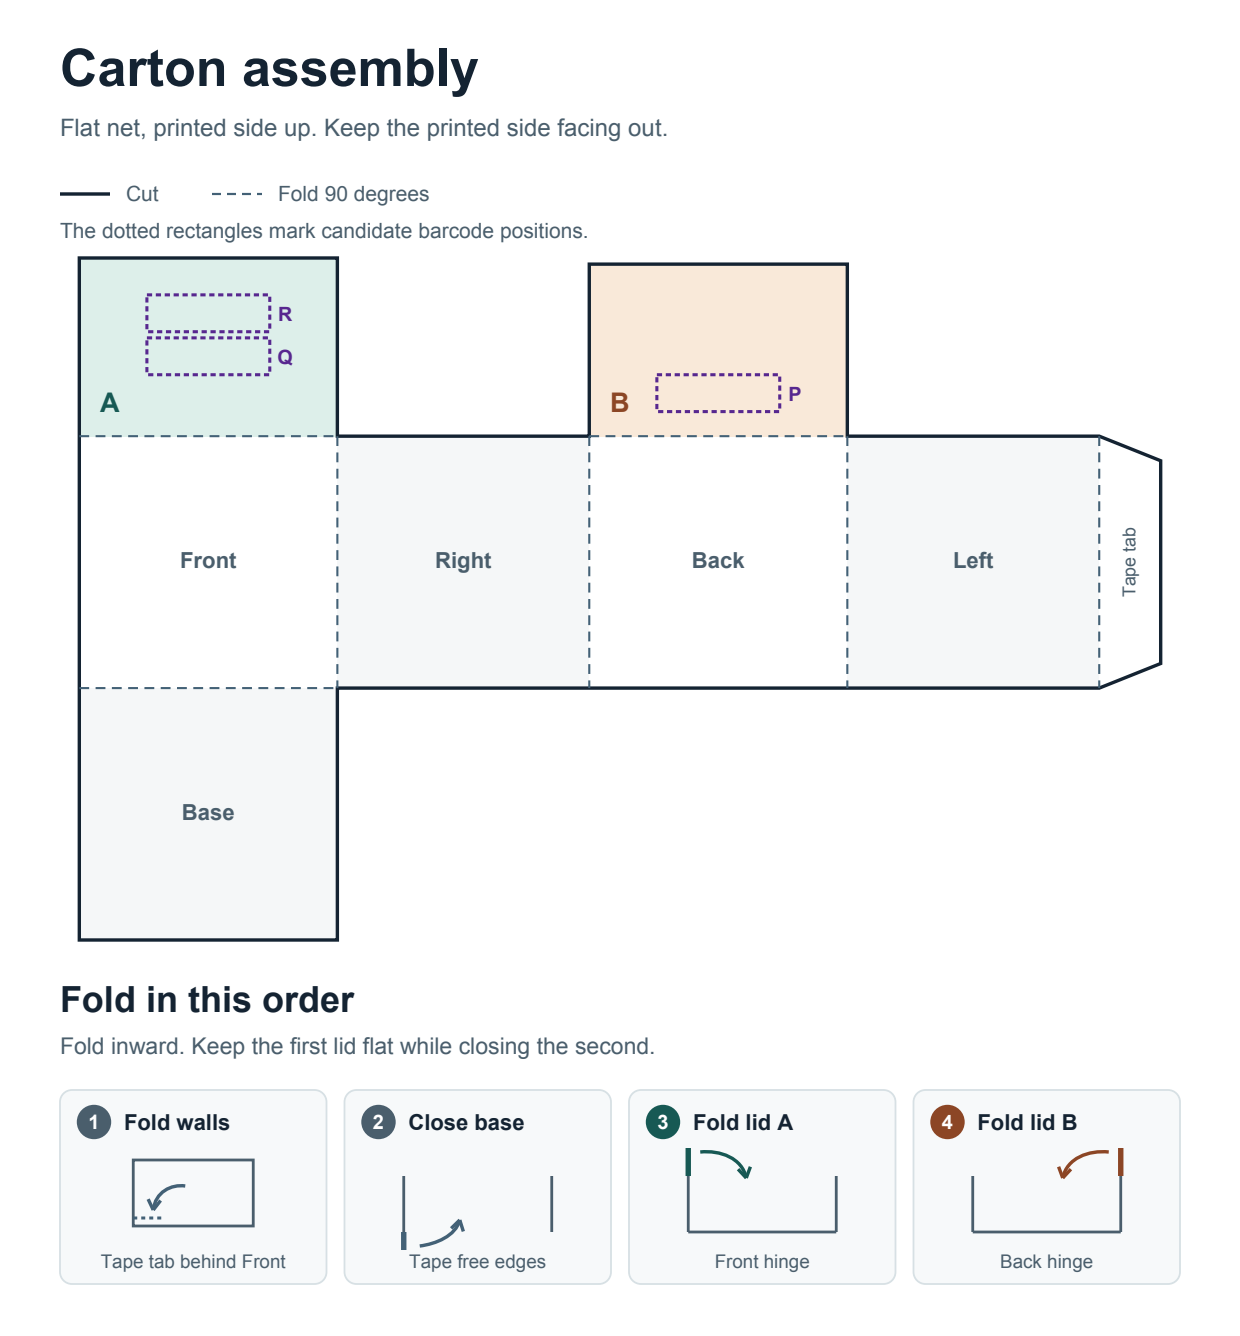 Carton assembly
Flat net, printed side up. Keep the printed side facing out.
Cut
Fold 90 degrees
The dotted rectangles mark candidate barcode positions.
R
Q
A
B
P
Front
Right
Back
Left
Tape tab
Base
Fold in this order
Fold inward. Keep the first lid flat while closing the second.
1 Fold walls
Tape tab behind Front
2 Close base
Tape free edges
3 Fold lid A
Front hinge
4 Fold lid B
Back hinge